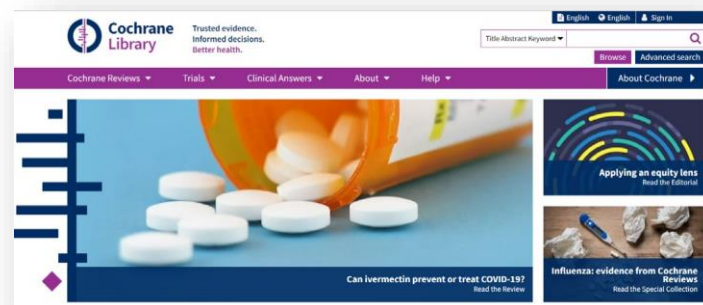 English English Sign In
Cochrane
Library
Trusted evidence.
Informed decisions.
Better health.
Title Abstract Keyword
Browse Advanced search
Cochrane Reviews Trials Clinical Answers About Help About Cochrane
Applying an equity lens
Read the Editorial
Can ivermectin prevent or treat COVID-19?
Read the Review
Influenza: evidence from Cochrane
Reviews
Read the Special Collection